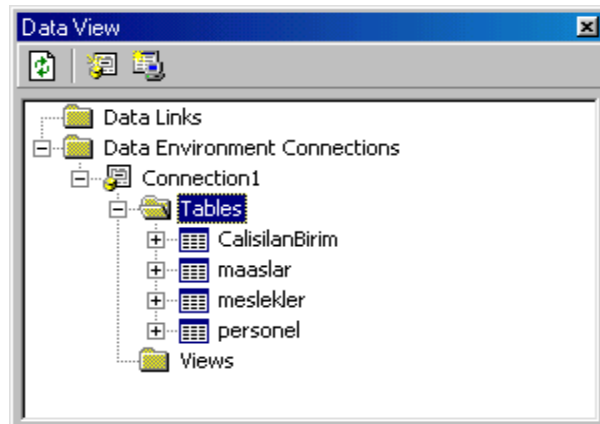 Data View
Data Links
Data Environment Connections
Connection1
Tables
CalisilanBirim
maaslar
meslekler
personel
Views